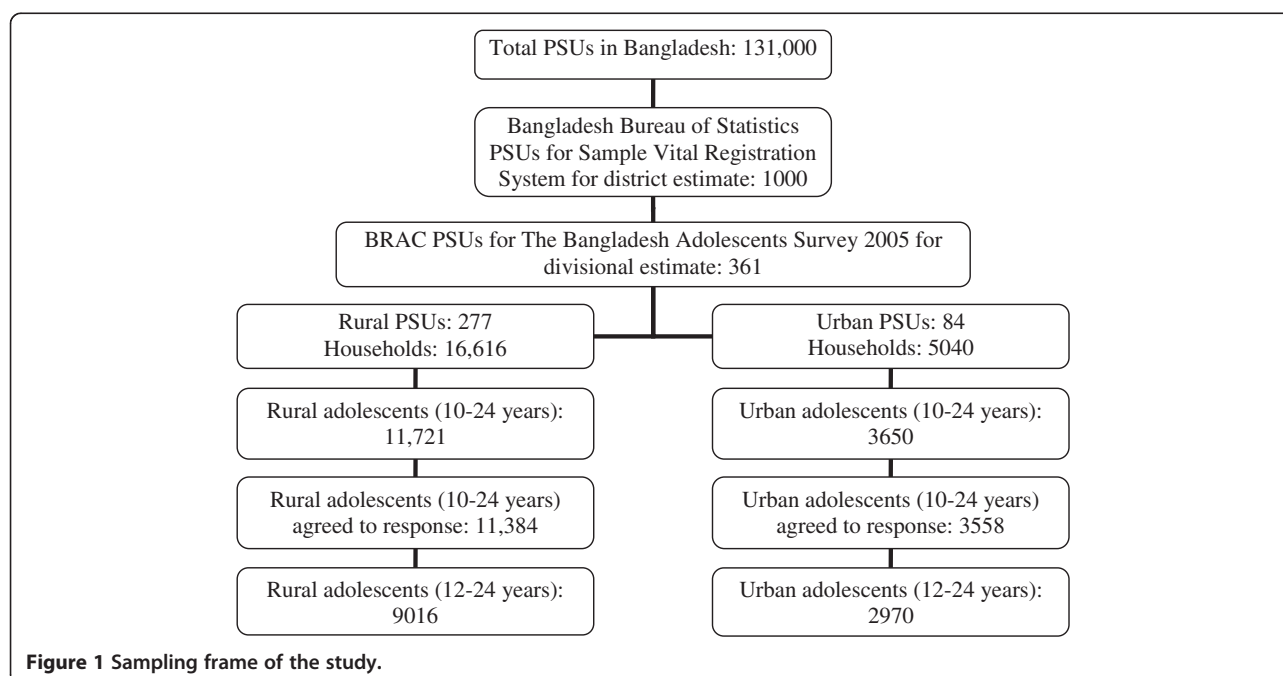 Total PSUs in Bangladesh: 131,000
Bangladesh Bureau of Statistics
PSUs for Sample Vital Registration
System for district estimate: 1000
BRAC PSUs for The Bangladesh Adolescents Survey 2005 for
divisional estimate: 361
Rural PSUs: 277
Households: 16,616
Urban PSUs: 84
Households: 5040
Rural adolescents (10-24 years):
11,721
Urban adolescents (10-24 years):
3650
Rural adolescents (10-24 years)
agreed to response: 11,384
Urban adolescents (10-24 years)
agreed to response: 3558
Rural adolescents (12-24 years):
9016
Urban adolescents (12-24 years):
2970
Figure 1 Sampling frame of the study.